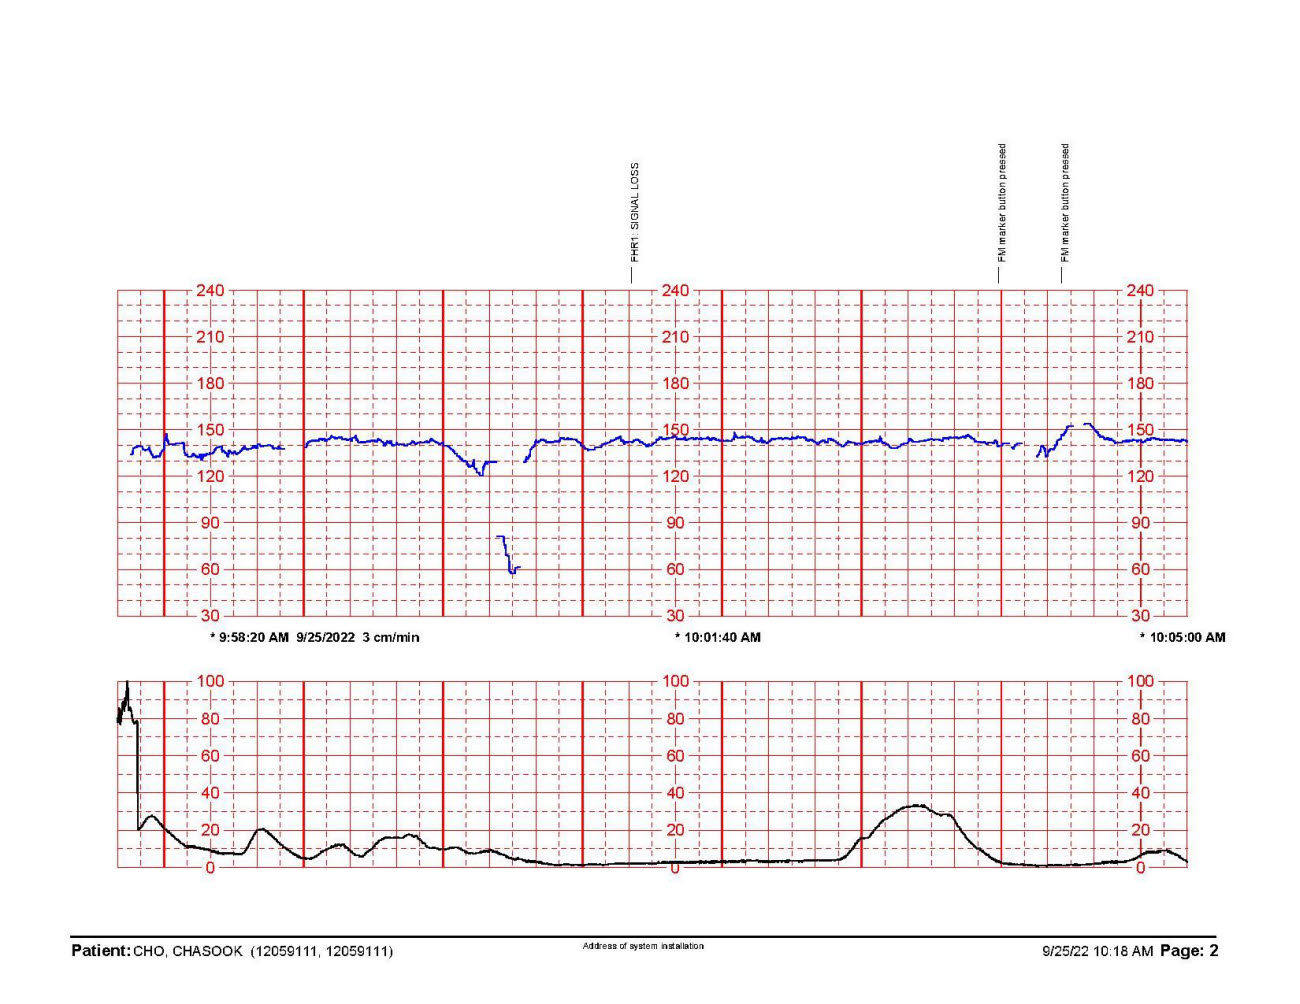 FHR1: SIGNAL LOSS
FM marker button pressed
FM marker button pressed
240 240 240
210 210 210
180 180 180
150 150 150
120 120 120
90 90 90
60 60 60
30 30 30
* 9:58:20 AM 9/25/2022 3 cm/min * 10:01:40 AM * 10:05:00 AM
100 100 100
80 80 80
60 60 60
40 40 40
20 20 20
0 0 0
Patient: CHO, CHASOOK (12059111, 12059111) Address of system installation 9/25/22 10:18 AM Page: 2